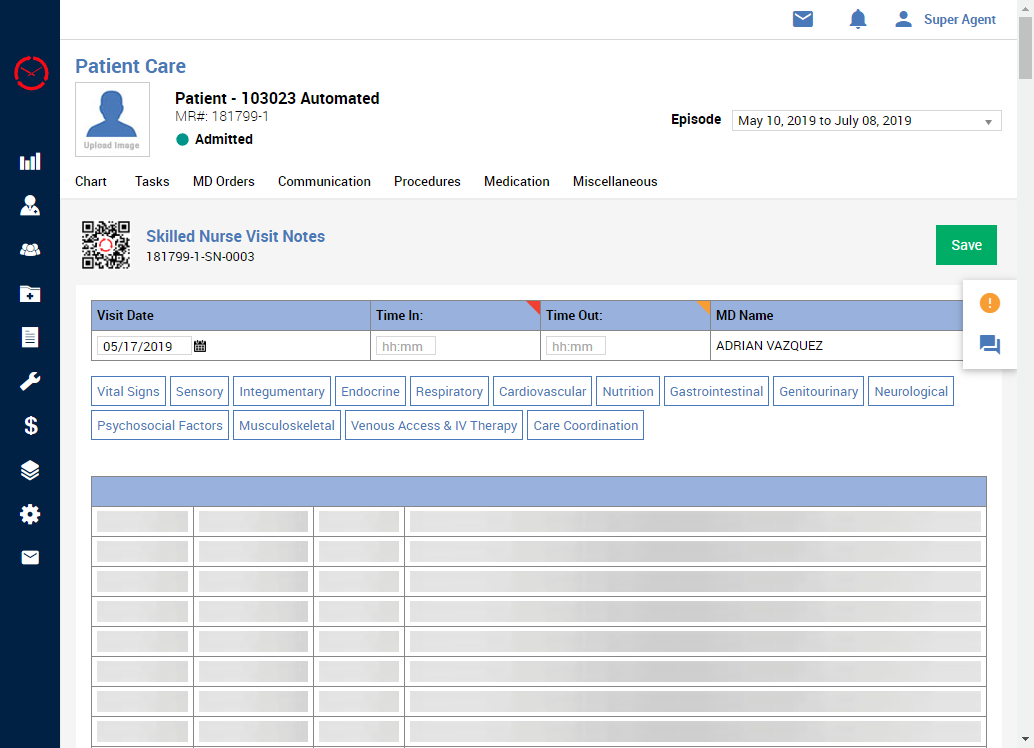 Super Agent
Patient Care
Upload Image
Patient - 103023 Automated
MR#: 181799-1
Admitted
Episode May 10, 2019 to July 08, 2019
Chart Tasks MD Orders Communication Procedures Medication Miscellaneous
Skilled Nurse Visit Notes
181799-1-SN-0003
Save
Visit Date Time In: Time Out: MD Name
05/17/2019 hh:mm hh:mm ADRIAN VAZQUEZ
Vital Signs Sensory Integumentary Endocrine Respiratory Cardiovascular Nutrition Gastrointestinal Genitourinary Neurological
Psychosocial Factors Musculoskeletal Venous Access & IV Therapy Care Coordination